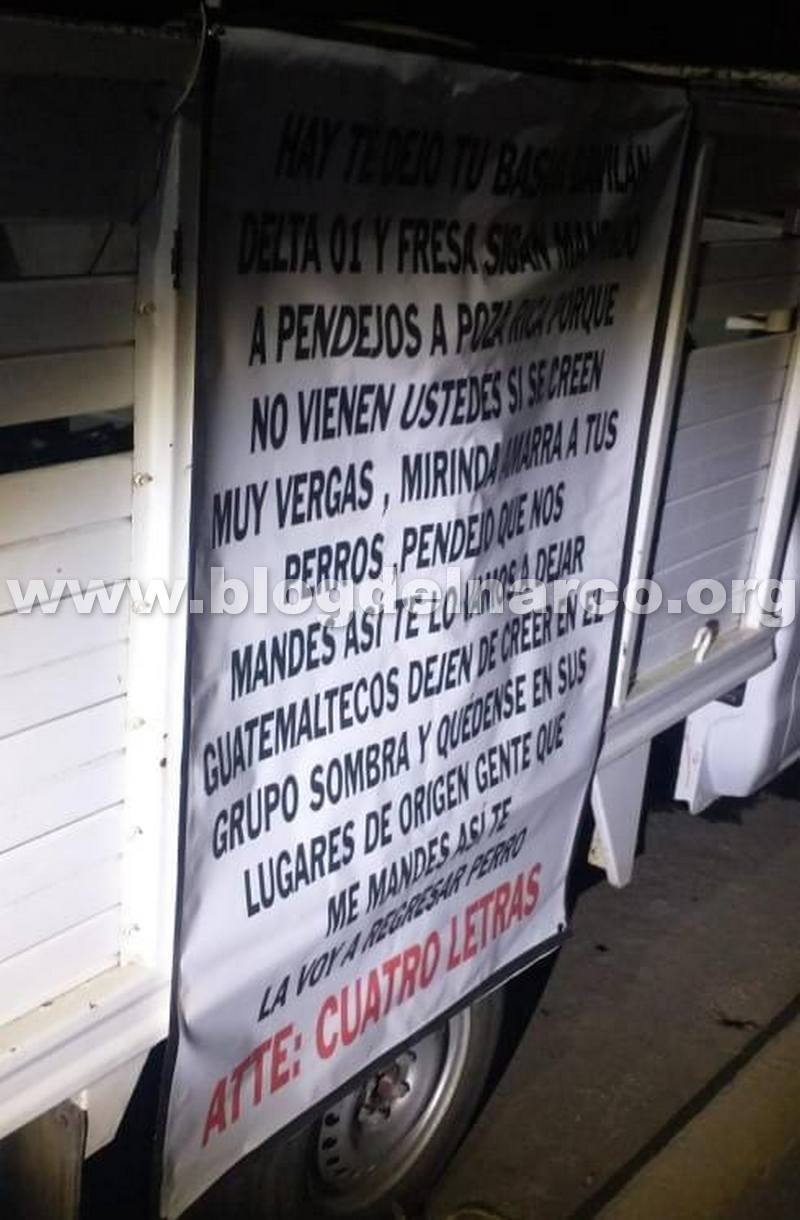 HAY TE DEJO TU BASURA GAVILÁN
DELTA 01 Y FRESA SIGAN MANDADO
A PENDEJOS A POZA RICA PORQUE
NO VIENEN USTEDES SI SE CREEN
MUY VERGAS , MIRINDA AMARRA A TUS
PERROS ,PENDEJO QUE NOS
www.blogdelnarco.org
MANDES ASÍ TE LO VAMOS A DEJAR
GUATEMALTECOS DEJEN DE CREER EN EL
GRUPO SOMBRA Y QUÉDENSE EN SUS
LUGARES DE ORIGEN GENTE QUE
ME MANDES ASÍ TE
LA VOY A REGRESAR PERRO
ATTE: CUATRO LETRAS